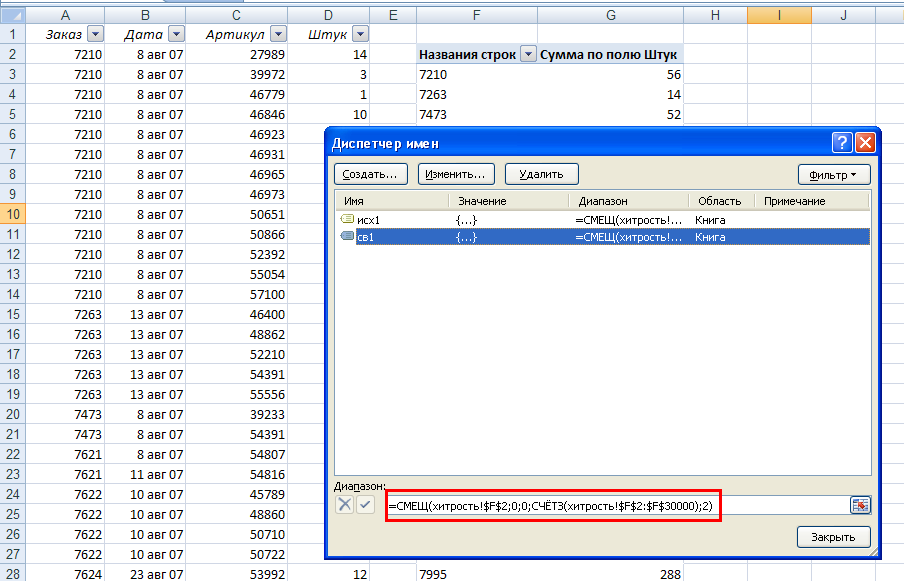 A B C D E F G H I J
1 Заказ Дата Артикул Штук
2 7210 8 авг 07 27989 14 Названия строк Сумма по полю Штук
3 7210 8 авг 07 39972 3 7210 56
4 7210 8 авг 07 46779 1 7263 14
5 7210 8 авг 07 46846 10 7473 52
6 7210 8 авг 07 46923
7 7210 8 авг 07 46931
8 7210 8 авг 07 46965
9 7210 8 авг 07 46973
10 7210 8 авг 07 50651
11 7210 8 авг 07 50866
12 7210 8 авг 07 52392
13 7210 8 авг 07 55054
14 7210 8 авг 07 57100
15 7263 13 авг 07 46400
16 7263 13 авг 07 48862
17 7263 13 авг 07 52210
18 7263 13 авг 07 54391
19 7263 13 авг 07 55556
20 7473 8 авг 07 39233
21 7473 8 авг 07 54391
22 7621 8 авг 07 54807
23 7621 11 авг 07 54816
24 7622 10 авг 07 45789
25 7622 10 авг 07 48860
26 7622 10 авг 07 50710
27 7622 10 авг 07 50722
28 7624 23 авг 07 53992 12 7995 288
Диспетчер имен ?
Создать... Изменить... Удалить Фильтр
Имя Значение Диапазон Область Примечание
исх1 {...} =СМЕЩ(хитрость!... Книга
св1 {...} =СМЕЩ(хитрость!... Книга
Диапазон:
=СМЕЩ(хитрость!$F$2;0;0;СЧЁТЗ(хитрость!$F$2:$F$30000);2)
Закрыть